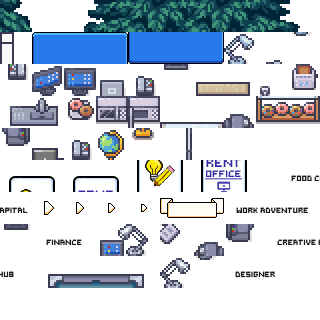 RENT
OFFICE
FOOD C
APITAL
WORK ADVENTURE
FINANCE
CREATIVE
HUB
DESIGNER